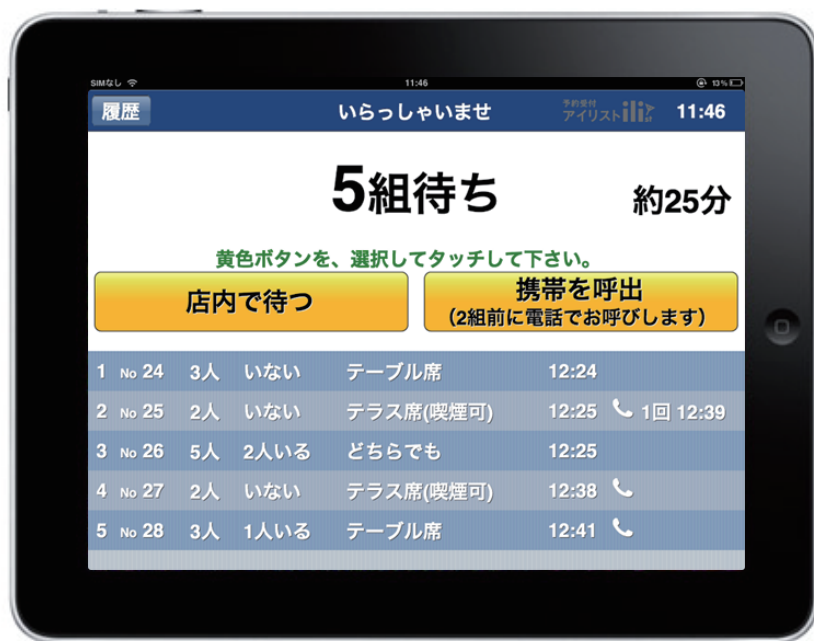 SIMなし 11:46 13%
履歴 いらっしゃいませ 予約受付 アイリスト ilist 11:46
5組待ち 約25分
黄色ボタンを、選択してタッチして下さい。
店内で待つ
携帯を呼出
(2組前に電話でお呼びします)
1 No 24 3人 いない テーブル席 12:24
2 No 25 2人 いない テラス席(喫煙可) 12:25 1回 12:39
3 No 26 5人 2人いる どちらでも 12:25
4 No 27 2人 いない テラス席(喫煙可) 12:38
5 No 28 3人 1人いる テーブル席 12:41